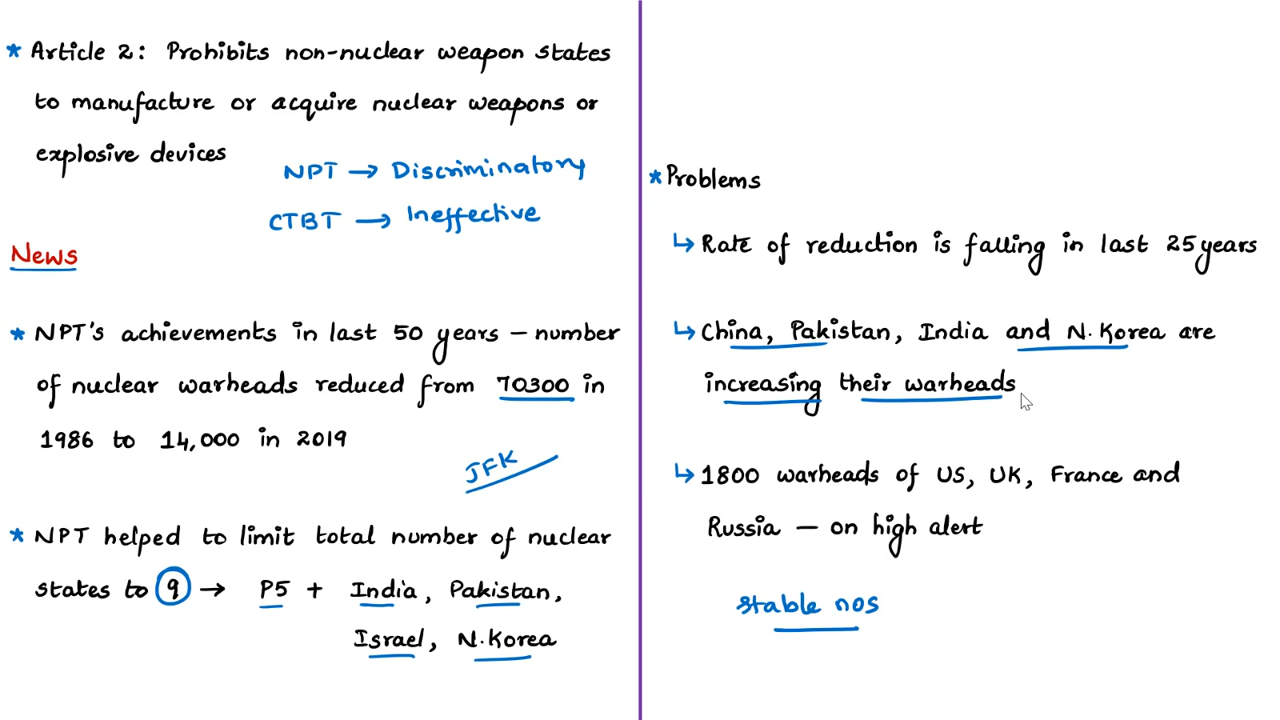 * Article 2: Prohibits non-nuclear weapon states
to manufacture or acquire nuclear weapons or
explosive devices
NPT → Discriminatory
CTBT → Ineffective
News
* NPT's achievements in last 50 years – number
of nuclear warheads reduced from 70300 in
1986 to 14,000 in 2019
JFK
* NPT helped to limit total number of nuclear
states to 9 → P5 + India, Pakistan,
Israel, N.Korea
* Problems
↳ Rate of reduction is falling in last 25 years
↳ China, Pakistan, India and N.Korea are
increasing their warheads
↳ 1800 warheads of US, UK, France and
Russia – on high alert
stable nos